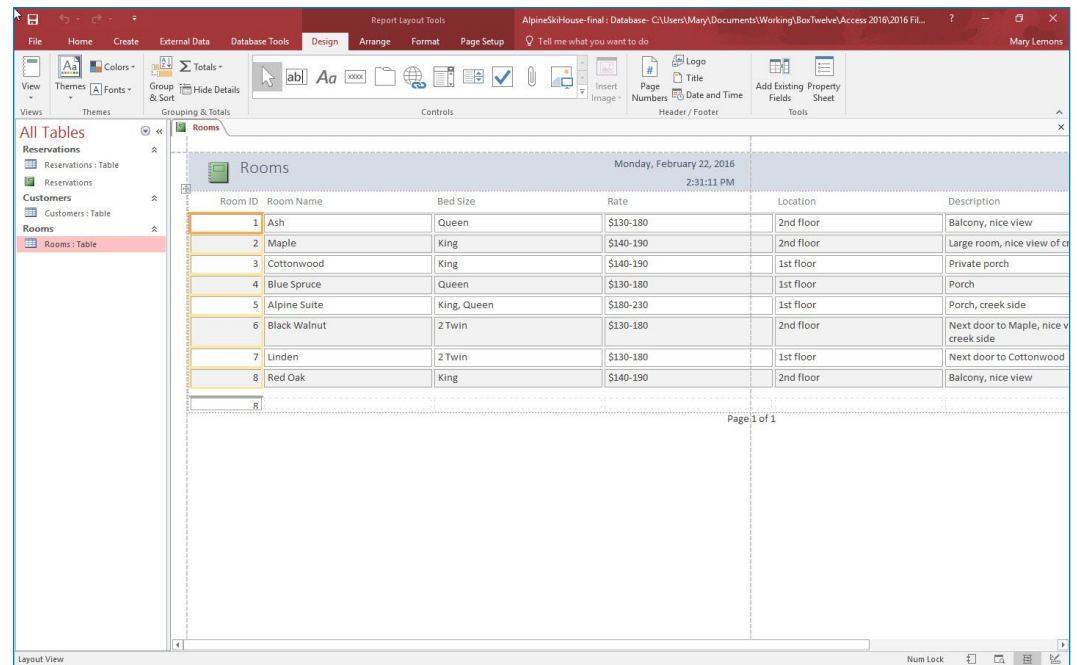 Report Layout Tools AlpineSkiHouse-final : Database- C:\Users\Mary\Documents\Working\BoxTwelve\Access 2016\2016 Fil... ?
File Home Create External Data Database Tools Design Arrange Format Page Setup Tell me what you want to do Mary Lemons
View
Themes
Colors
Fonts
Group & Sort
Totals
Hide Details
ab Aa XXXX
Insert Image
Page Numbers
Logo
Title
Date and Time
Add Existing Fields
Property Sheet
Views Themes Grouping & Totals Controls Header / Footer Tools
All Tables
Reservations
Reservations : Table
Reservations
Customers
Customers : Table
Rooms
Rooms : Table
Rooms
Rooms Monday, February 22, 2016
2:31:11 PM
Room ID Room Name Bed Size Rate Location Description
1 Ash Queen $130-180 2nd floor Balcony, nice view
2 Maple King $140-190 2nd floor Large room, nice view of cr
3 Cottonwood King $140-190 1st floor Private porch
4 Blue Spruce Queen $130-180 1st floor Porch
5 Alpine Suite King, Queen $180-230 1st floor Porch, creek side
6 Black Walnut 2 Twin $130-180 2nd floor Next door to Maple, nice v
creek side
7 Linden 2 Twin $130-180 1st floor Next door to Cottonwood
8 Red Oak King $140-190 2nd floor Balcony, nice view
8
Page 1 of 1
Layout View Num Lock